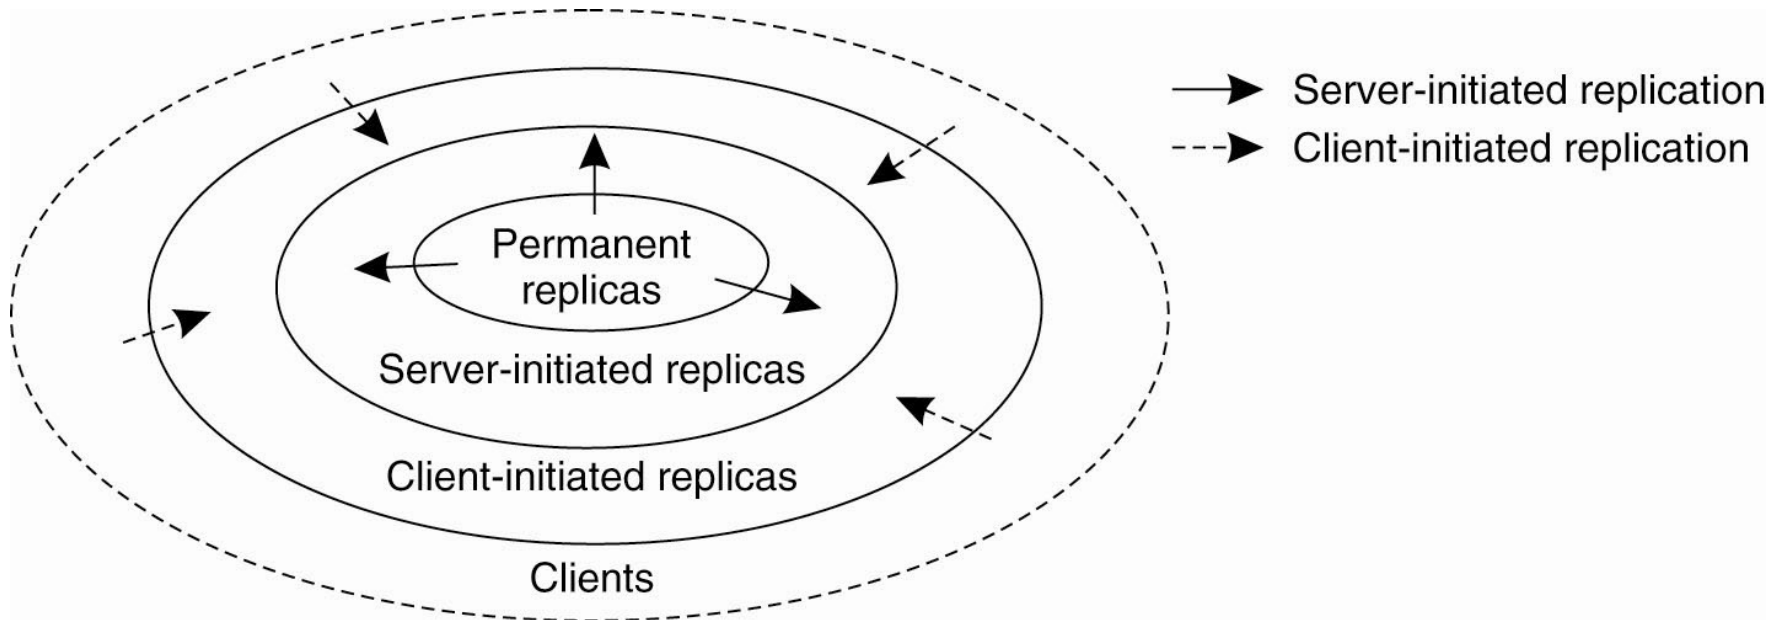 Server-initiated replication
Client-initiated replication
Permanent
replicas
Server-initiated replicas
Client-initiated replicas
Clients